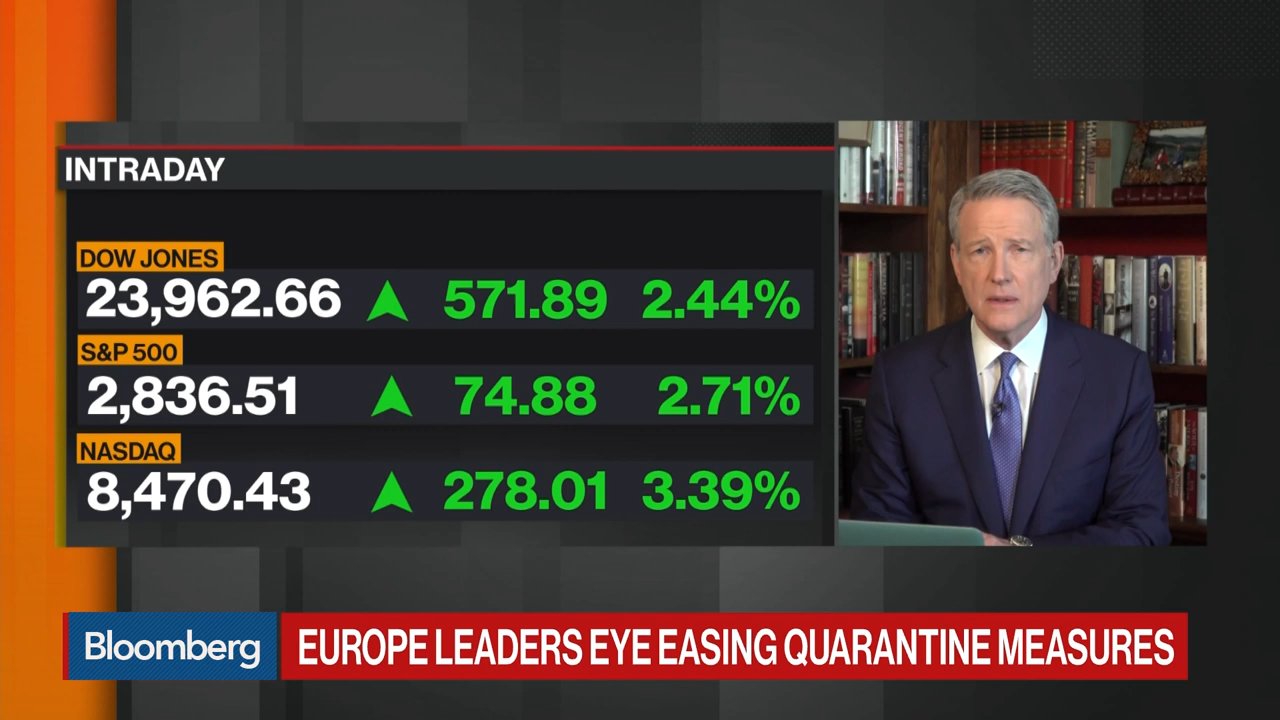 INTRADAY
DOW JONES
23,962.66 ▲ 571.89 2.44%
S&P 500
2,836.51 ▲ 74.88 2.71%
NASDAQ
8,470.43 ▲ 278.01 3.39%
Bloomberg EUROPE LEADERS EYE EASING QUARANTINE MEASURES